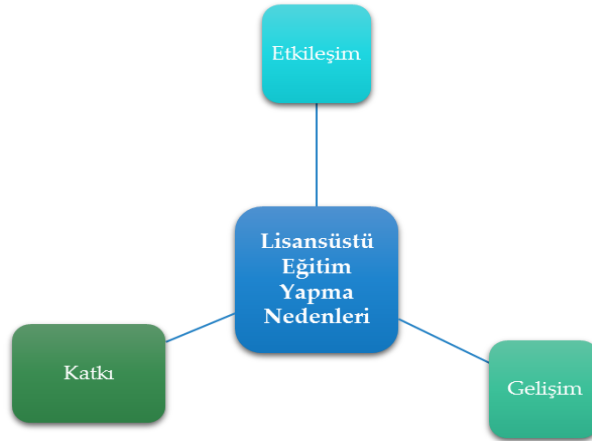 Etkileşim
Lisansüstü
Eğitim
Yapma
Nedenleri
Katkı
Gelişim